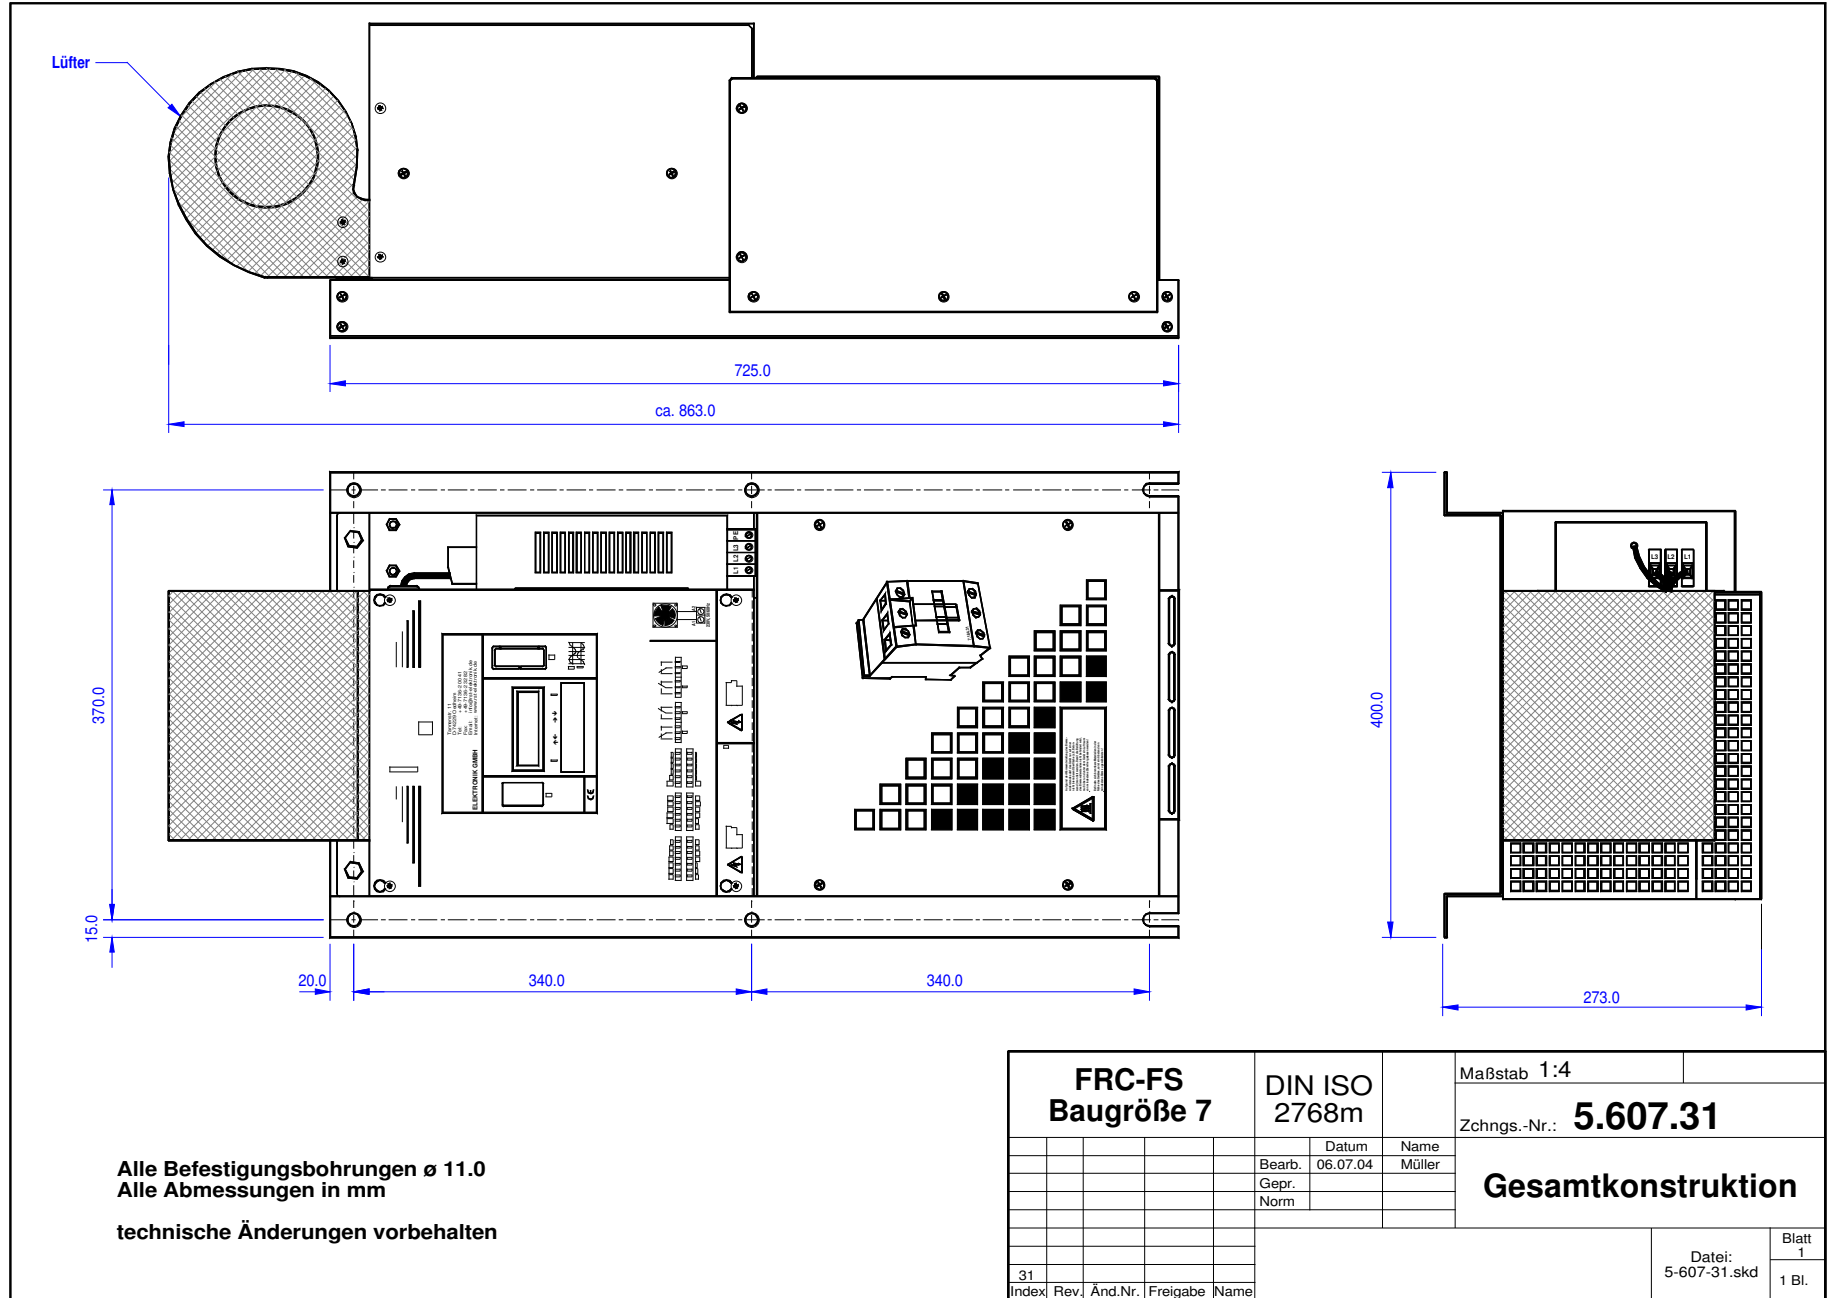 Lüfter
725.0
ca. 863.0
370.0
15.0
20.0
340.0
340.0
400.0
273.0
PE
L3
L2
L1
L3
L2
L1
ELEKTRONIK GMBH
CE
FRC-FS
Baugröße 7
DIN ISO
2768m
Maßstab 1:4
Zchngs.-Nr.: 5.607.31
Datum Name
Bearb. 06.07.04 Müller
Gepr.
Norm
Gesamtkonstruktion
Datei:
5-607-31.skd
Blatt
1
1 Bl.
31
Index Rev. Änd.Nr. Freigabe Name
Alle Befestigungsbohrungen ø 11.0
Alle Abmessungen in mm
technische Änderungen vorbehalten